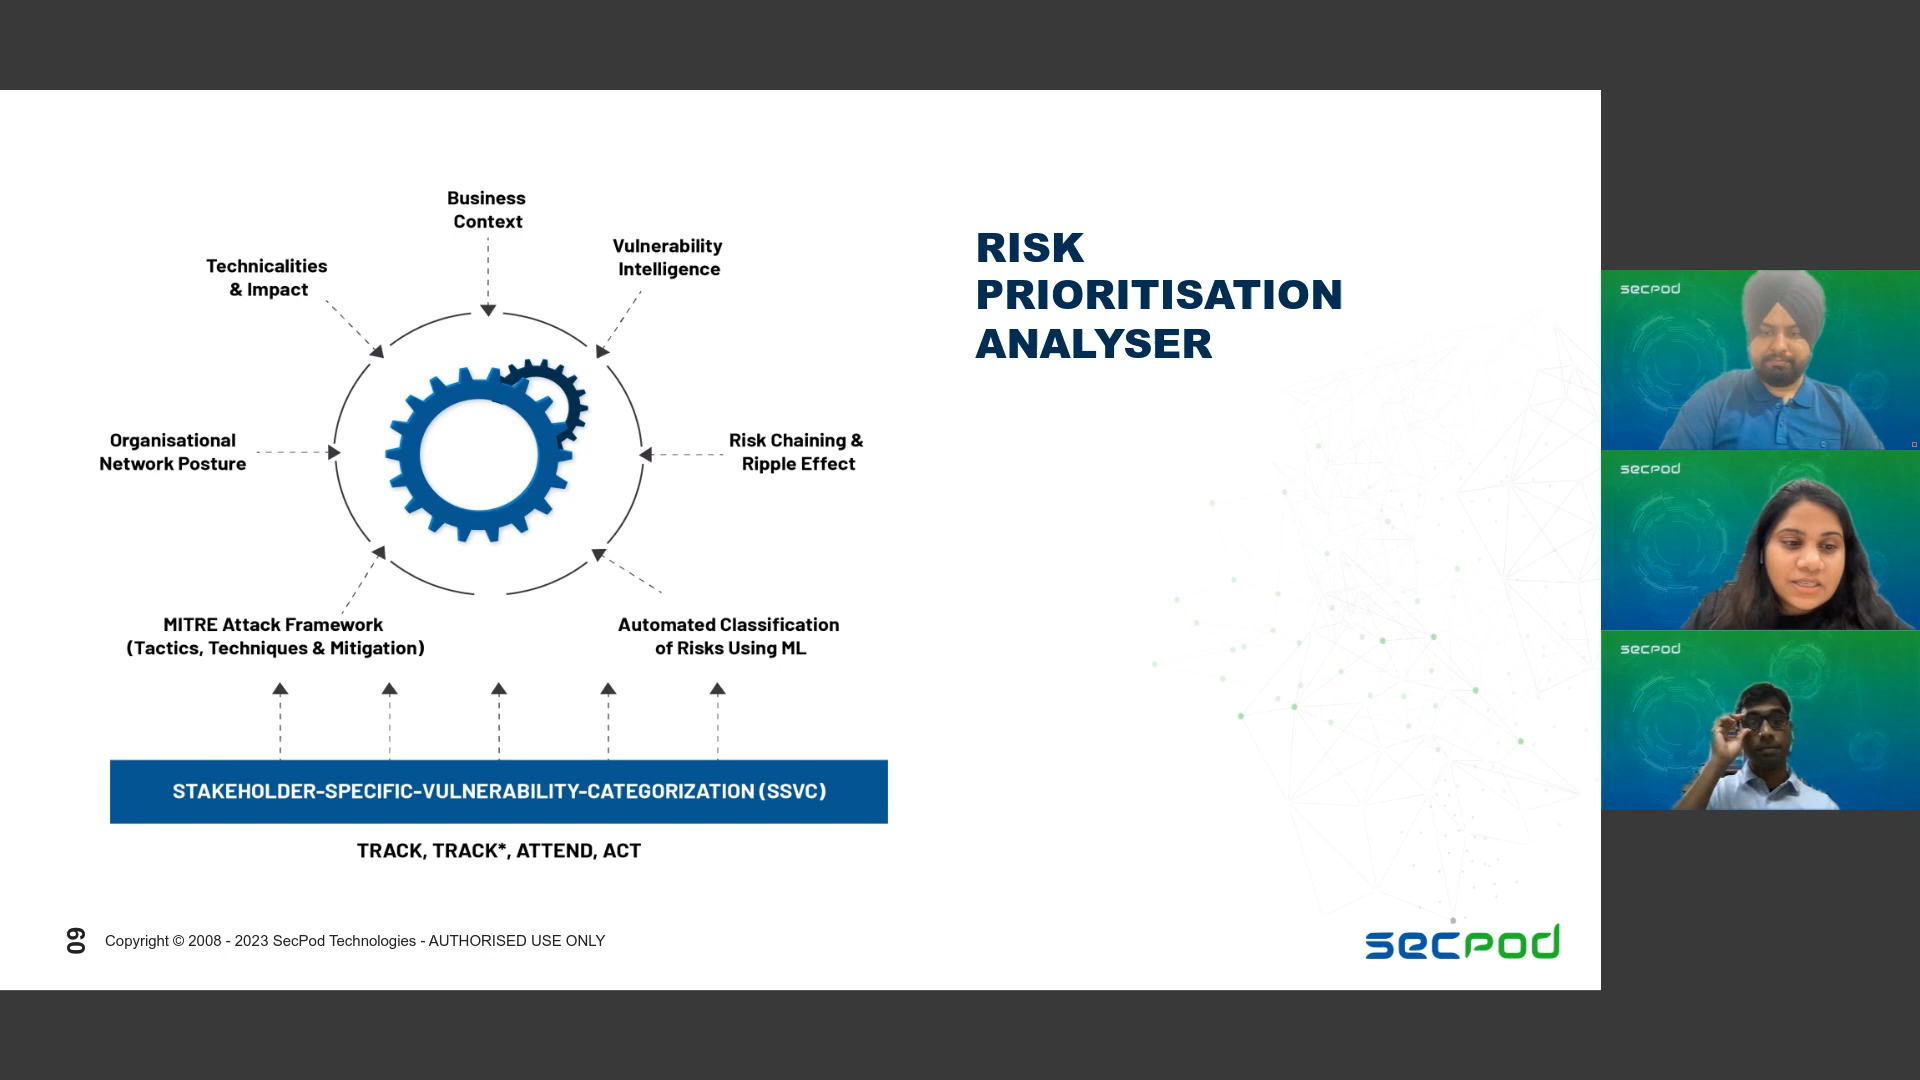 Business
Context
Vulnerability
Intelligence
Technicalities
& Impact
Organisational
Network Posture
Risk Chaining &
Ripple Effect
MITRE Attack Framework
(Tactics, Techniques & Mitigation)
Automated Classification
of Risks Using ML
STAKEHOLDER-SPECIFIC-VULNERABILITY-CATEGORIZATION (SSVC)
TRACK, TRACK*, ATTEND, ACT
RISK
PRIORITISATION
ANALYSER
09
Copyright © 2008 - 2023 SecPod Technologies - AUTHORISED USE ONLY
secpod
secpod
secpod
secpod